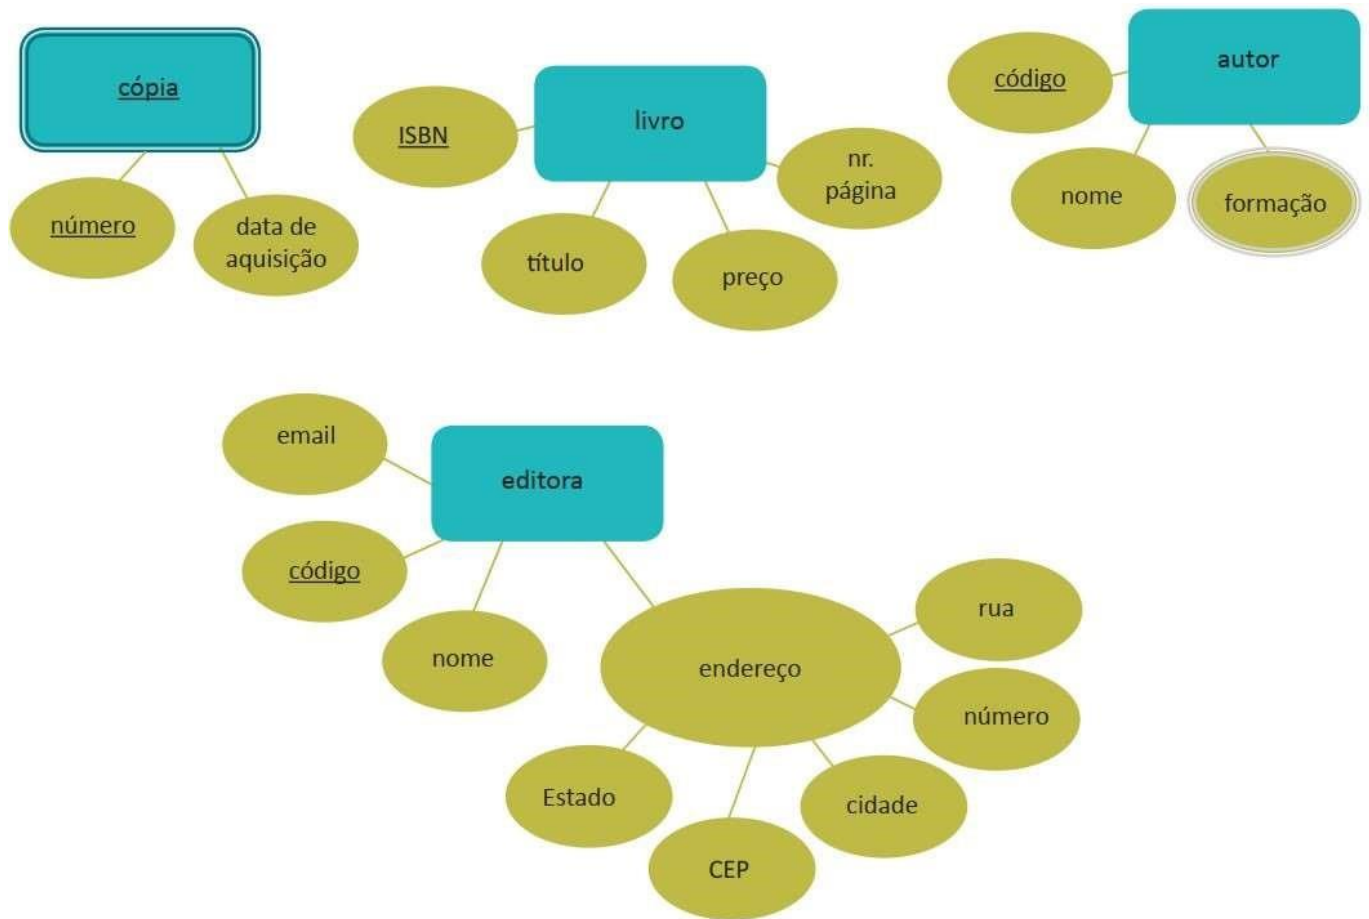 cópia
número
data de
aquisição
livro
ISBN
título
preço
nr.
página
autor
código
nome
formação
editora
email
código
nome
endereço
rua
número
cidade
CEP
Estado